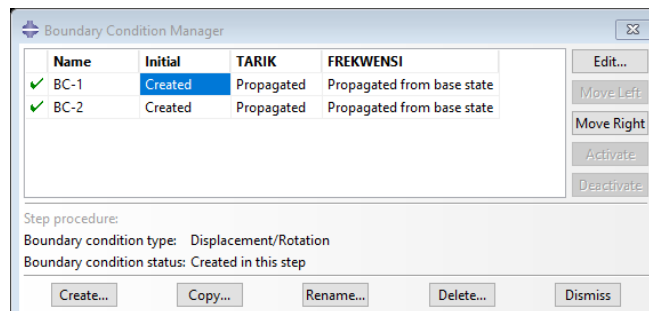 Boundary Condition Manager
Name Initial TARIK FREKWENSI
BC-1 Created Propagated Propagated from base state
BC-2 Created Propagated Propagated from base state
Edit...
Move Left
Move Right
Activate
Deactivate
Step procedure:
Boundary condition type: Displacement/Rotation
Boundary condition status: Created in this step
Create... Copy... Rename... Delete... Dismiss